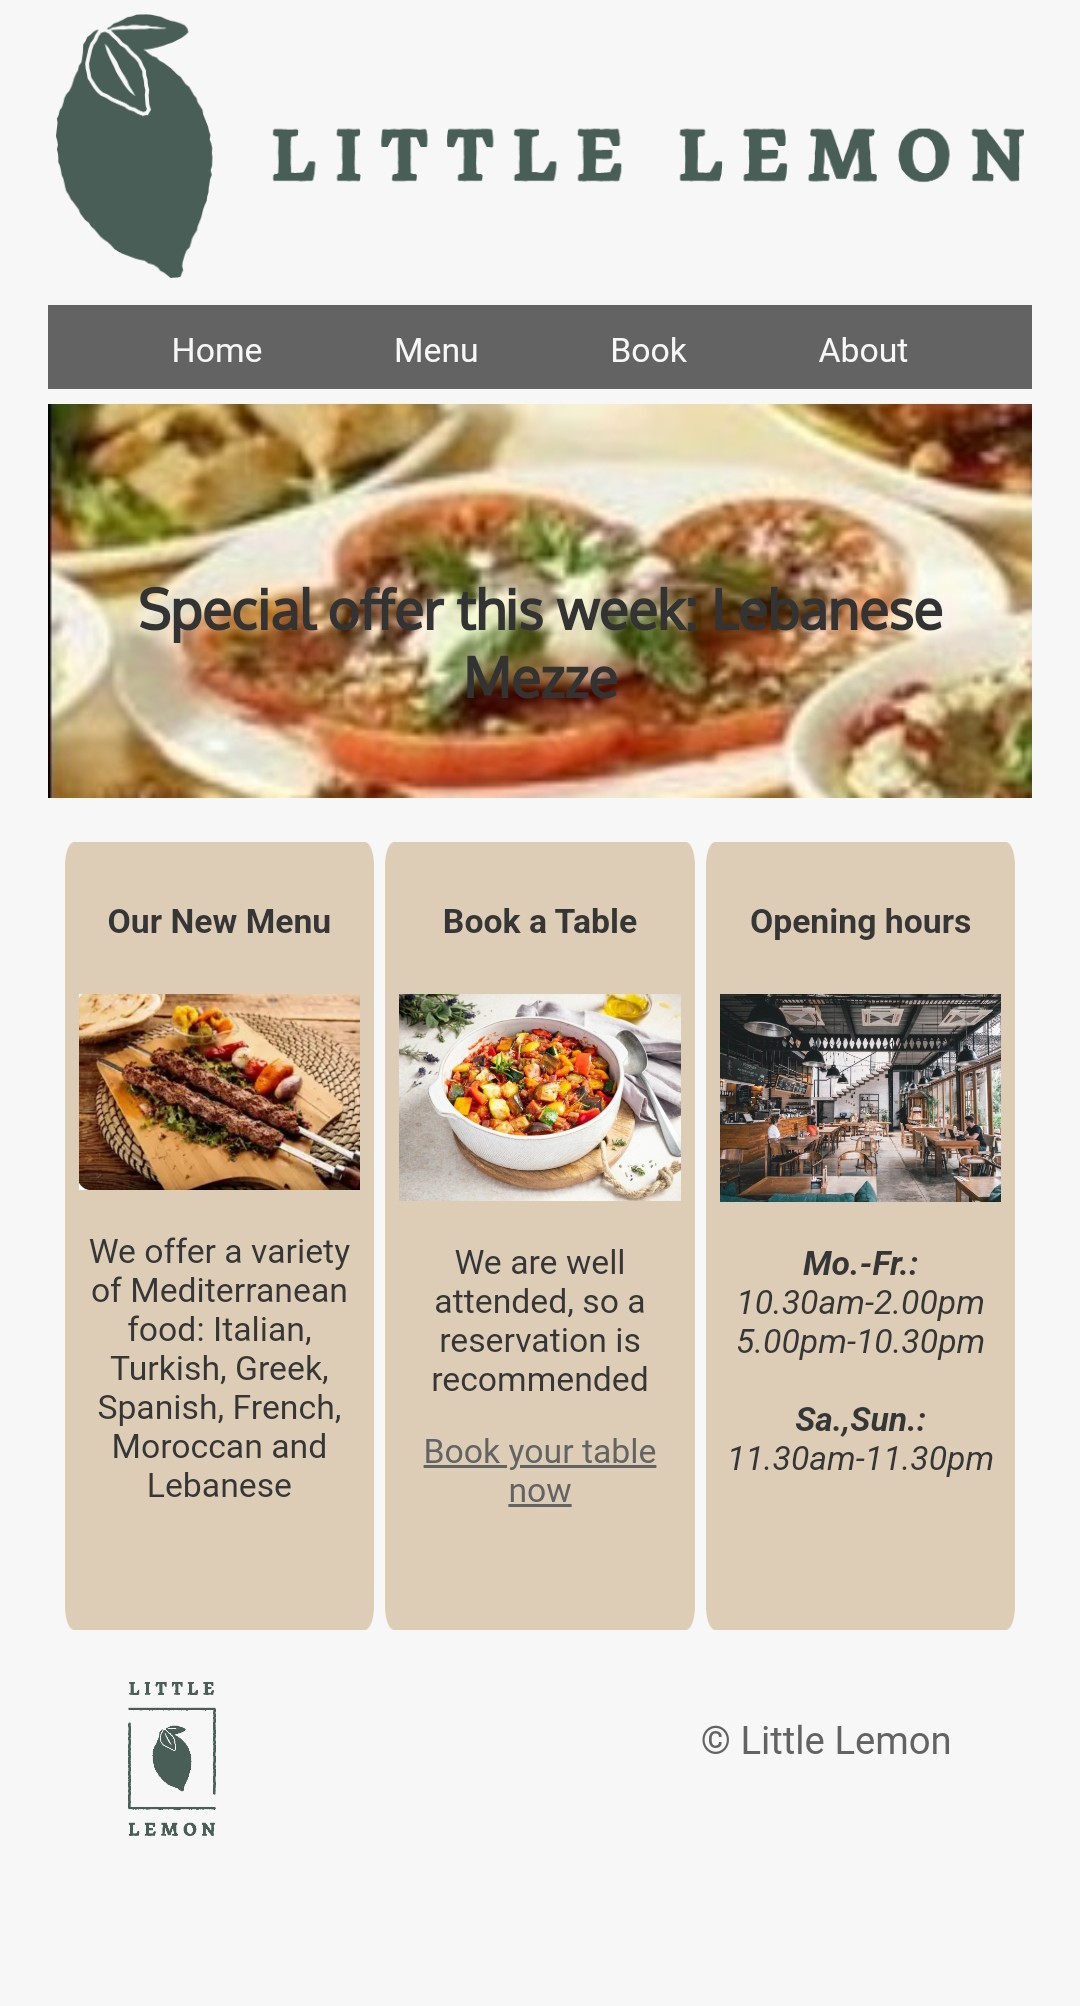 LITTLE LEMON
Home Menu Book About
Special offer this week: Lebanese
Mezze
Our New Menu
We offer a variety
of Mediterranean
food: Italian,
Turkish, Greek,
Spanish, French,
Moroccan and
Lebanese
Book a Table
We are well
attended, so a
reservation is
recommended
Book your table
now
Opening hours
Mo.-Fr.:
10.30am-2.00pm
5.00pm-10.30pm
Sa.,Sun.:
11.30am-11.30pm
LITTLE
LEMON
© Little Lemon